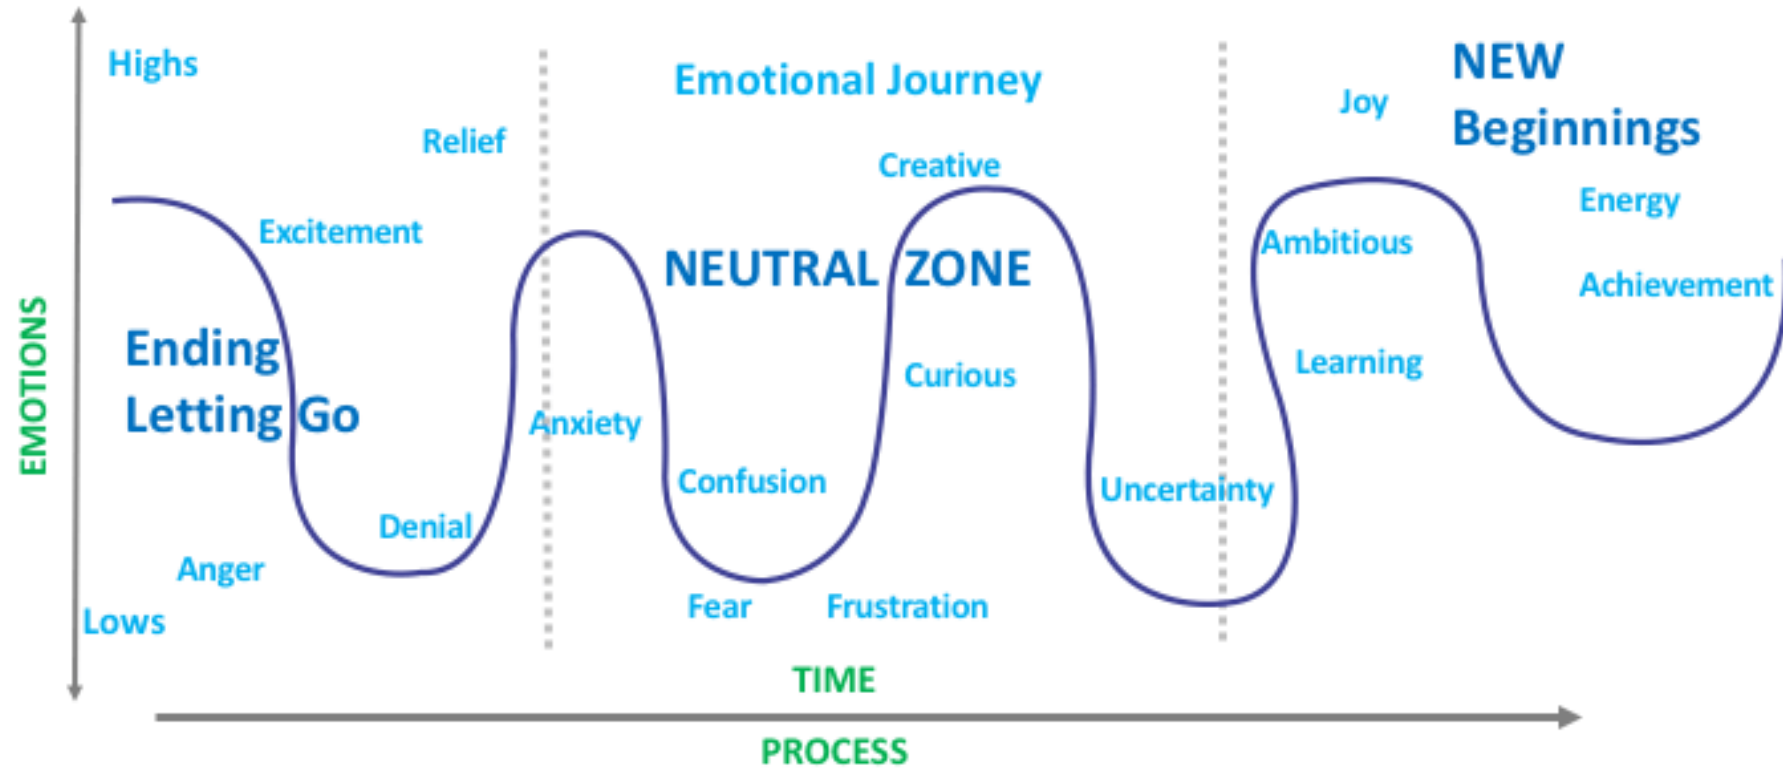 Highs
Emotional Journey
NEW
Beginnings
Joy
Relief
Creative
Excitement
Energy
NEUTRAL ZONE
Ambitious
Achievement
EMOTIONS
Ending
Letting Go
Curious
Learning
Anxiety
Confusion
Uncertainty
Denial
Anger
Lows
Fear
Frustration
TIME
PROCESS